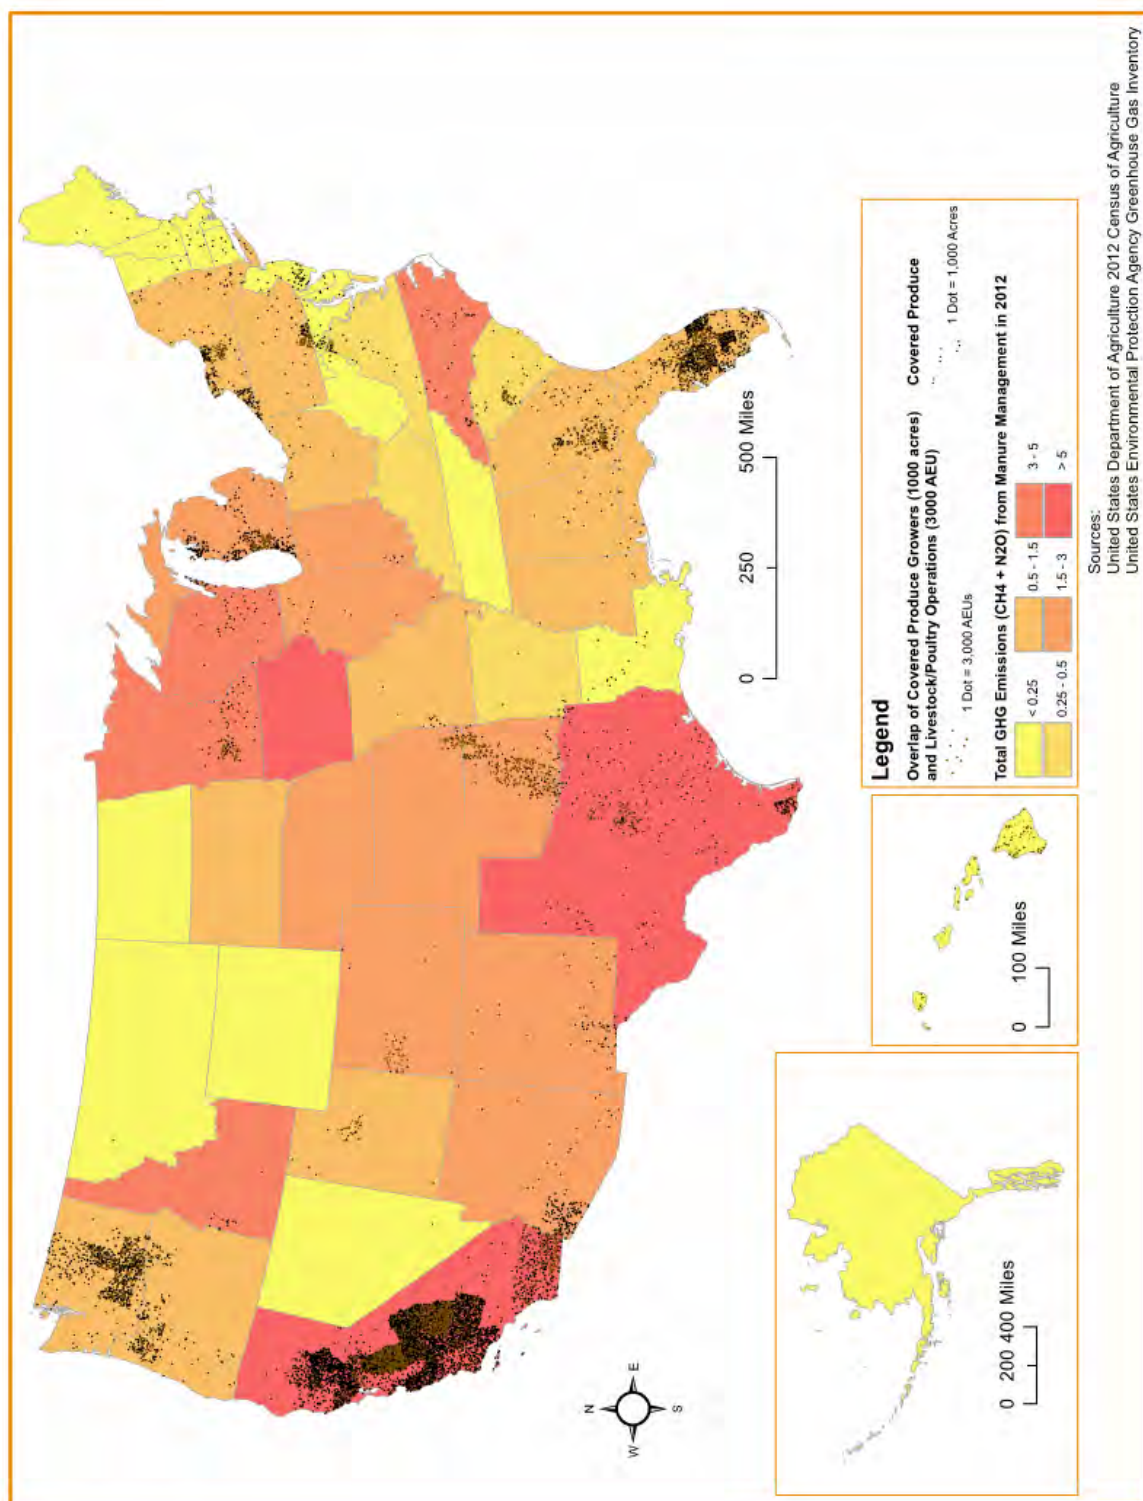 N
W
E
S
0 200 400 Miles
0
100 Miles
0
250
500 Miles
Legend
Overlap of Covered Produce Growers (1000 acres)
and Livestock/Poultry Operations (3000 AEU)
1 Dot = 3,000 AEUs
Covered Produce
1 Dot = 1,000 Acres
Total GHG Emissions (CH4 + N2O) from Manure Management in 2012
< 0.25
0.5 - 1.5
3 - 5
0.25 - 0.5
1.5 - 3
> 5
Sources:
United States Department of Agriculture 2012 Census of Agriculture
United States Environmental Protection Agency Greenhouse Gas Inventory